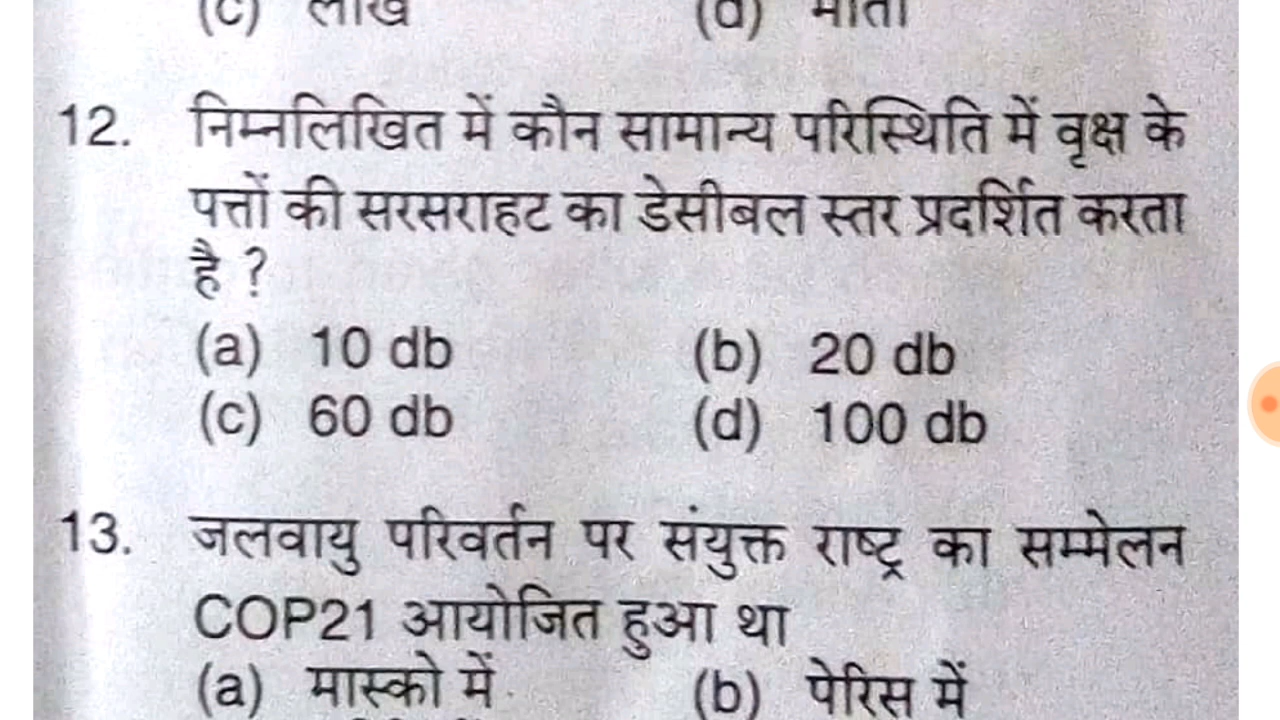 (c) लाख (d) माता
12. निम्नलिखित में कौन सामान्य परिस्थिति में वृक्ष के
पत्तों की सरसराहट का डेसीबल स्तर प्रदर्शित करता
है ?
(a) 10 db (b) 20 db
(c) 60 db (d) 100 db
13. जलवायु परिवर्तन पर संयुक्त राष्ट्र का सम्मेलन
COP21 आयोजित हुआ था
(a) मास्को में (b) पेरिस में